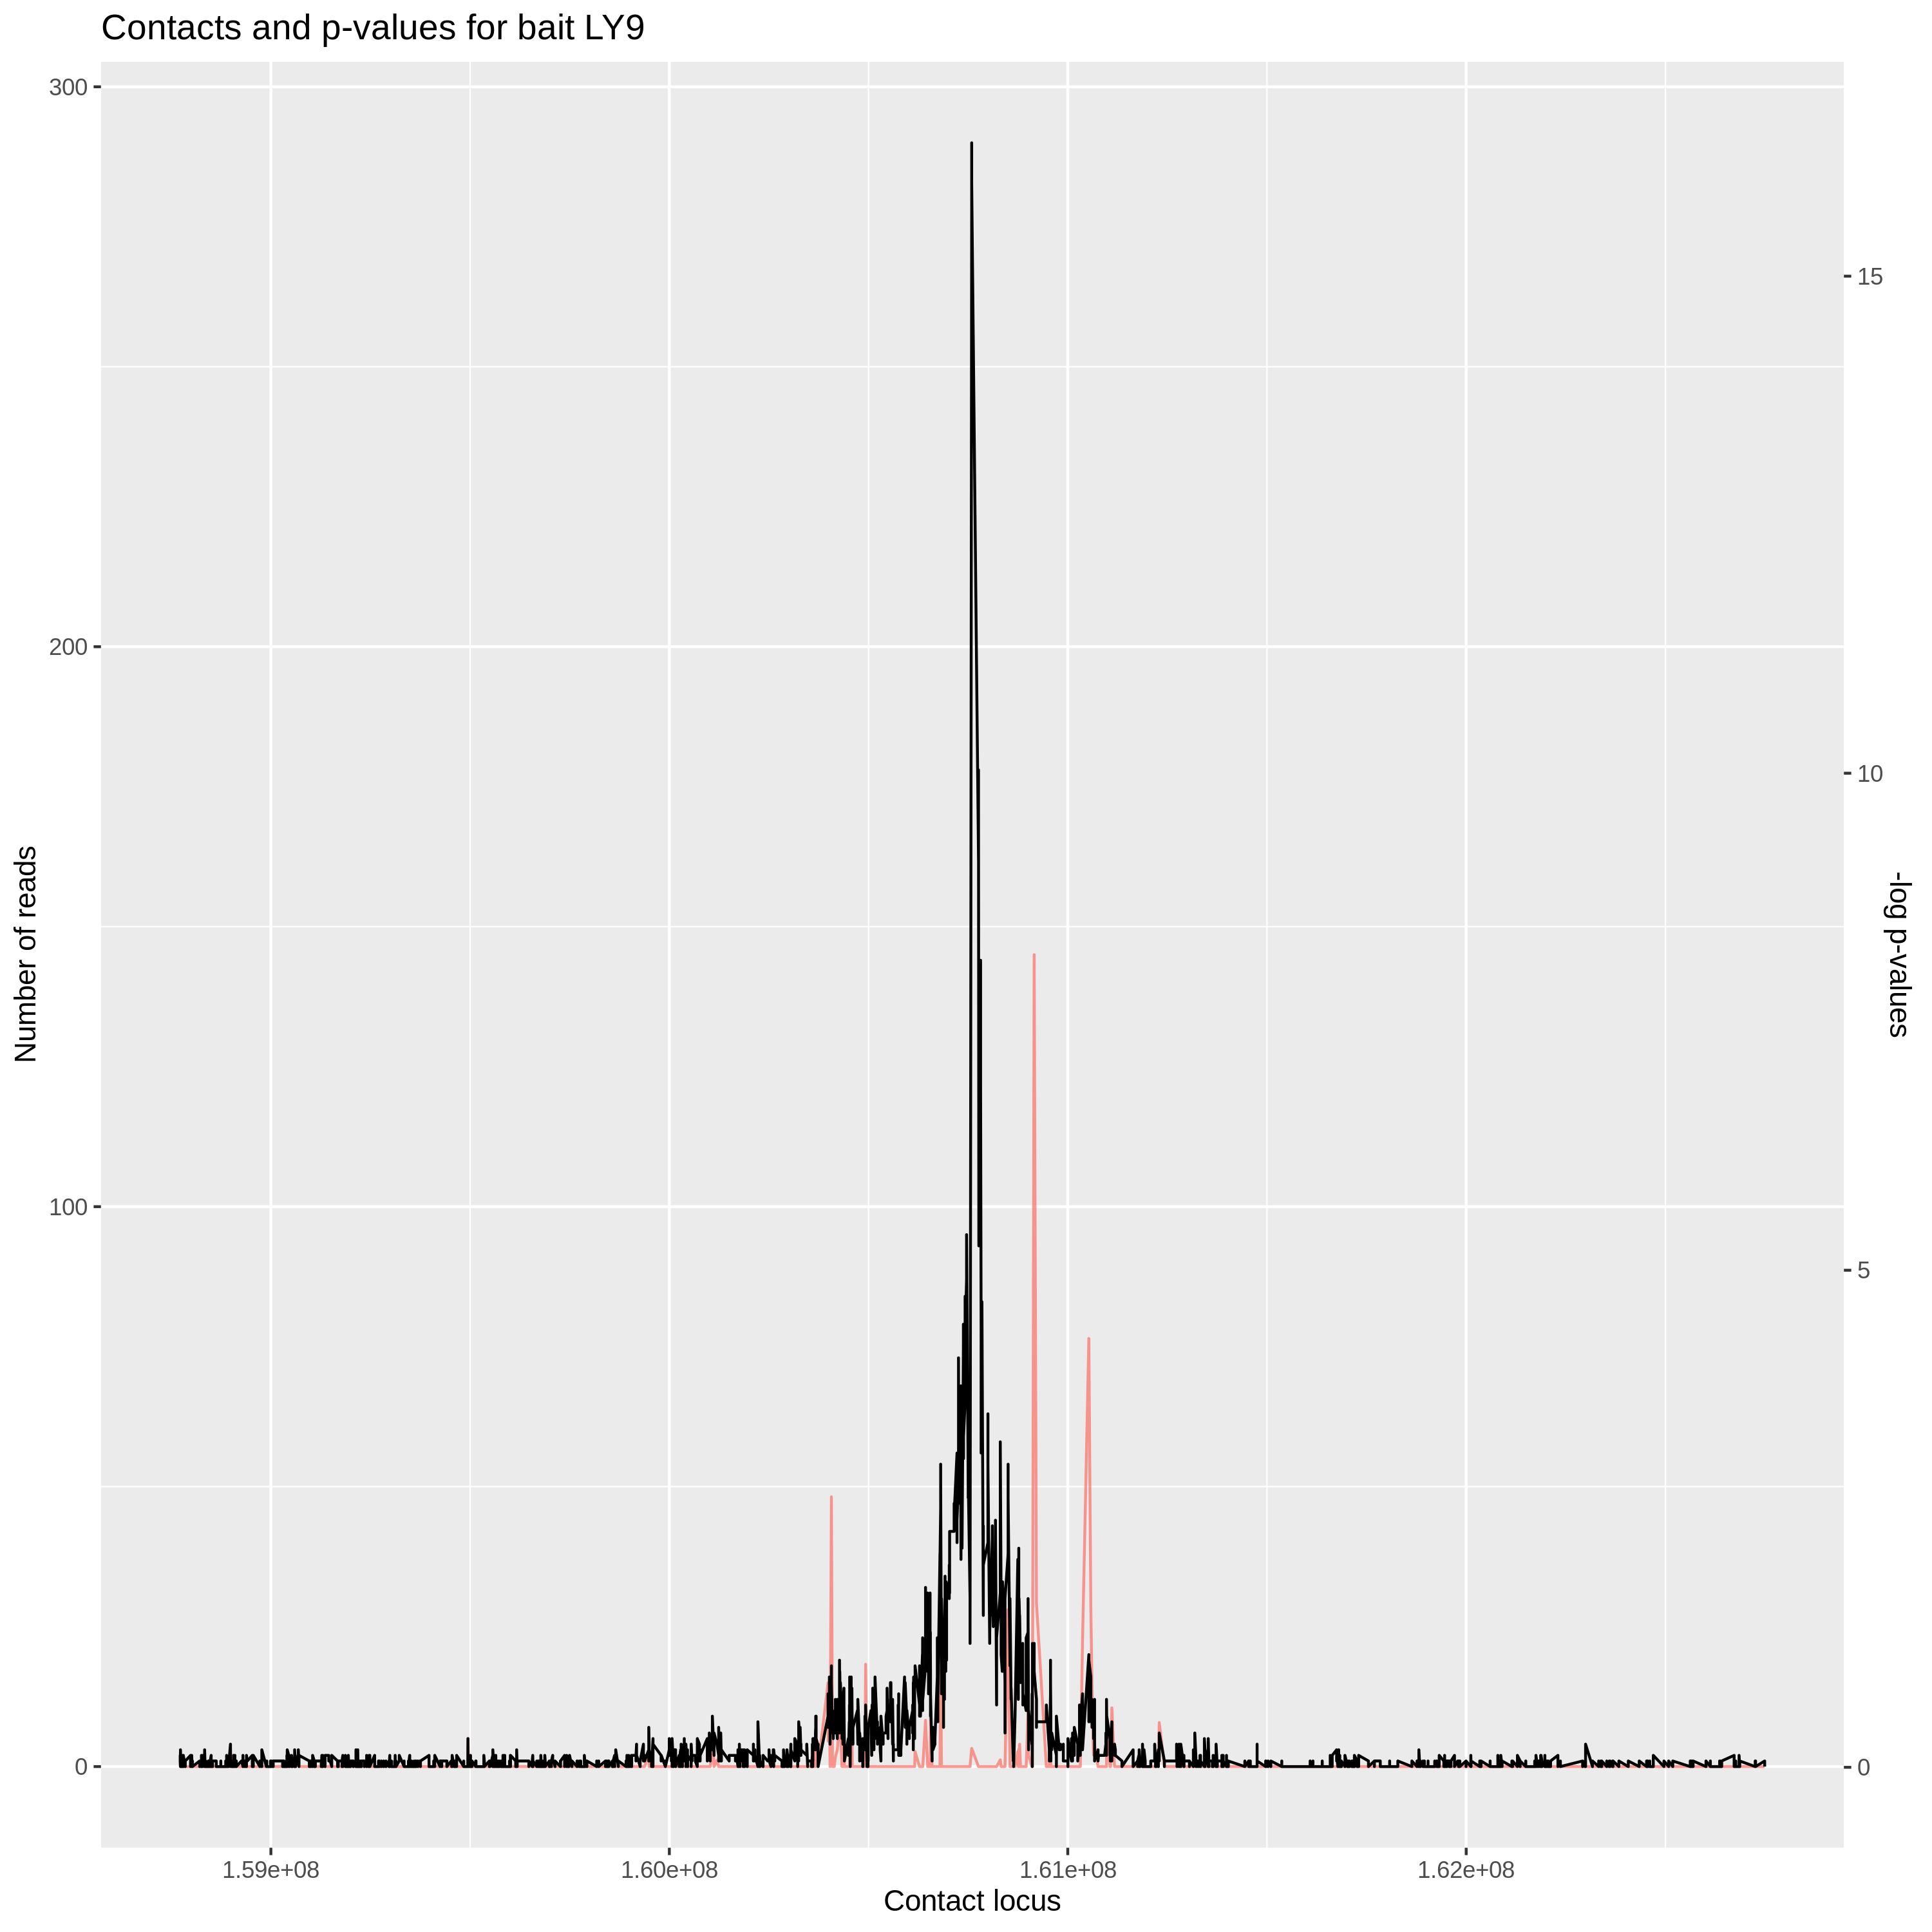 Contacts and p-values for bait LY9
300
200
100
0
Number of reads
15
10
5
0
-log p-values
1.59e+08
1.60e+08
1.61e+08
1.62e+08
Contact locus